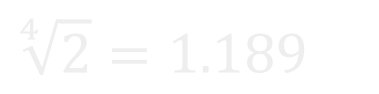 ∜2 = 1.189